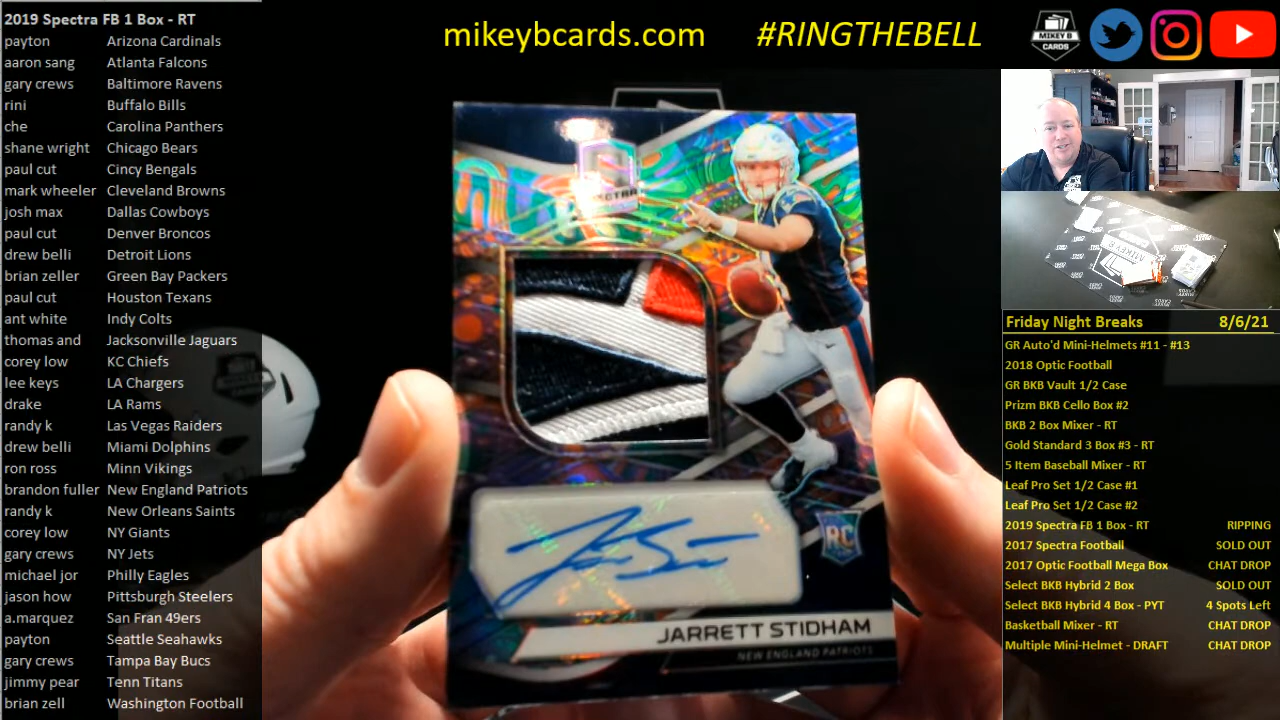 2019 Spectra FB 1 Box - RT
payton Arizona Cardinals
aaron sang Atlanta Falcons
gary crews Baltimore Ravens
rini Buffalo Bills
che Carolina Panthers
shane wright Chicago Bears
paul cut Cincy Bengals
mark wheeler Cleveland Browns
josh max Dallas Cowboys
paul cut Denver Broncos
drew belli Detroit Lions
brian zeller Green Bay Packers
paul cut Houston Texans
ant white Indy Colts
thomas and Jacksonville Jaguars
corey low KC Chiefs
lee keys LA Chargers
drake LA Rams
randy k Las Vegas Raiders
drew belli Miami Dolphins
ron ross Minn Vikings
brandon fuller New England Patriots
randy k New Orleans Saints
corey low NY Giants
gary crews NY Jets
michael jor Philly Eagles
jason how Pittsburgh Steelers
a.marquez San Fran 49ers
payton Seattle Seahawks
gary crews Tampa Bay Bucs
jimmy pear Tenn Titans
brian zell Washington Football
mikeybcards.com #RINGTHEBELL
MIKEY B
CARDS
RC
JARRETT STIDHAM
NEW ENGLAND PATRIOTS
MIKEY B
Friday Night Breaks 8/6/21
GR Auto'd Mini-Helmets #11 - #13
2018 Optic Football
GR BKB Vault 1/2 Case
Prizm BKB Cello Box #2
BKB 2 Box Mixer - RT
Gold Standard 3 Box #3 - RT
5 Item Baseball Mixer - RT
Leaf Pro Set 1/2 Case #1
Leaf Pro Set 1/2 Case #2
2019 Spectra FB 1 Box - RT RIPPING
2017 Spectra Football SOLD OUT
2017 Optic Football Mega Box CHAT DROP
Select BKB Hybrid 2 Box SOLD OUT
Select BKB Hybrid 4 Box - PYT 4 Spots Left
Basketball Mixer - RT CHAT DROP
Multiple Mini-Helmet - DRAFT CHAT DROP